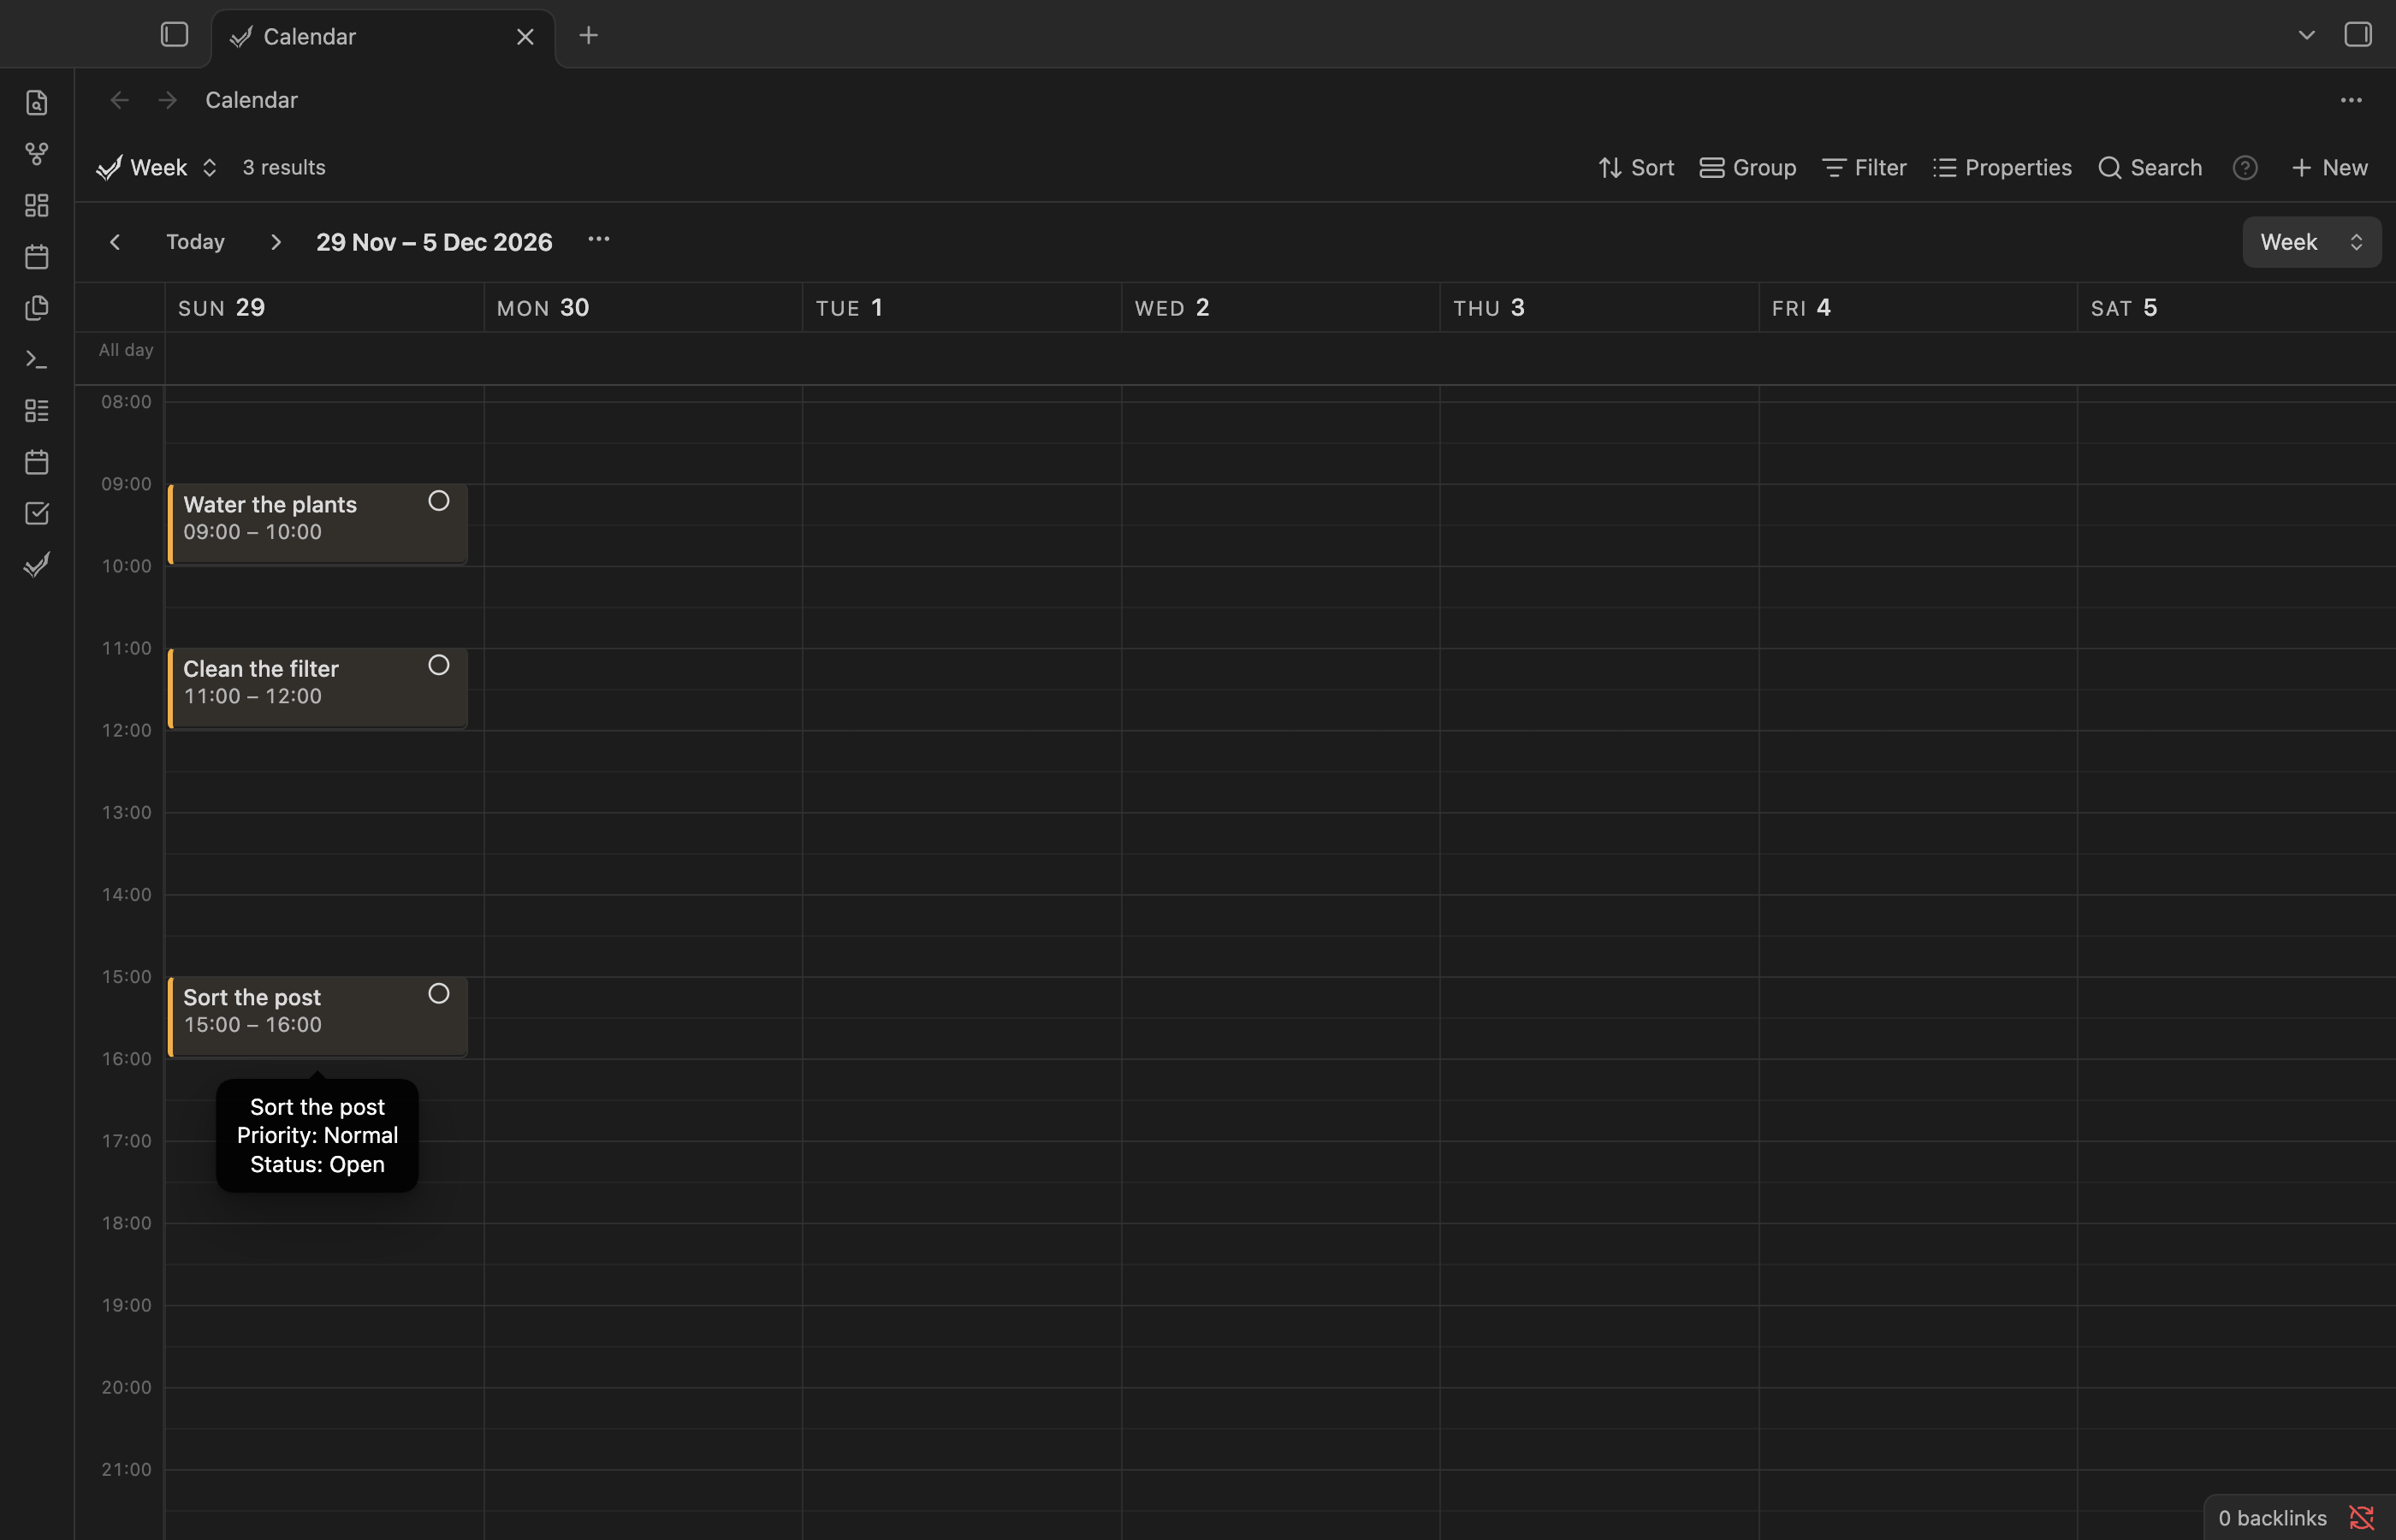 Calendar
Calendar
Week 3 results Sort Group Filter Properties Search New
Today 29 Nov – 5 Dec 2026 Week
SUN 29 MON 30 TUE 1 WED 2 THU 3 FRI 4 SAT 5
All day
08:00
09:00
Water the plants
09:00 – 10:00
10:00
11:00
Clean the filter
11:00 – 12:00
12:00
13:00
14:00
15:00
Sort the post
15:00 – 16:00
16:00
Sort the post
Priority: Normal
Status: Open
17:00
18:00
19:00
20:00
21:00
0 backlinks